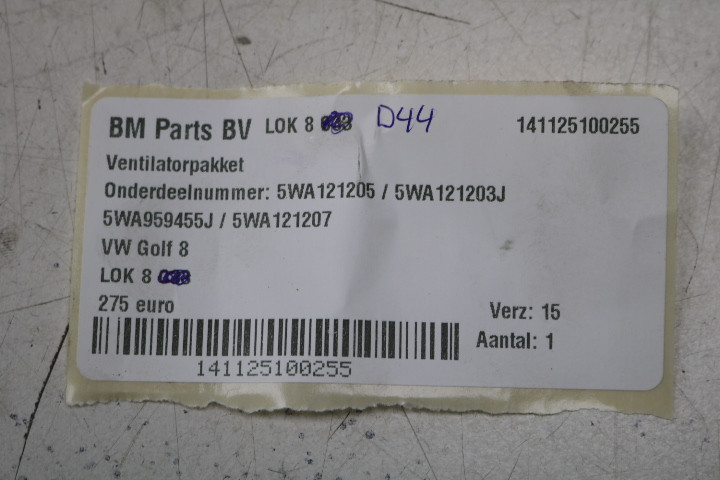 BM Parts BV LOK 8 D44 141125100255
Ventilatorpakket
Onderdeelnummer: 5WA121205 / 5WA121203J
5WA959455J / 5WA121207
VW Golf 8
LOK 8
275 euro
Verz: 15
Aantal: 1
141125100255